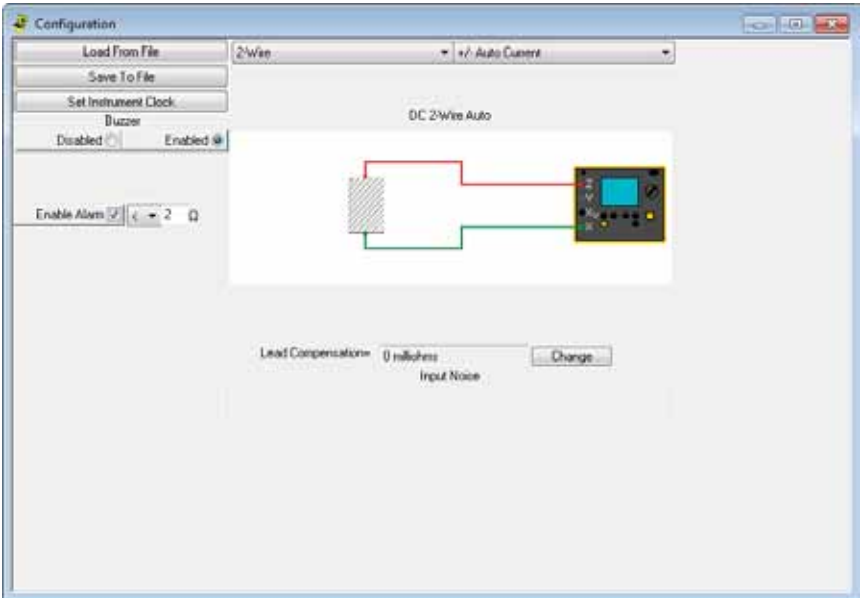 Configuration
Load From File
2-Wire
+/- Auto Current
Save To File
Set Instrument Clock
Buzzer
Disabled
Enabled
DC 2-Wire Auto
Enable Alarm
< 2 Ω
Z
Y
X
Lead Compensation=
0 milliohms
Change
Input Noise